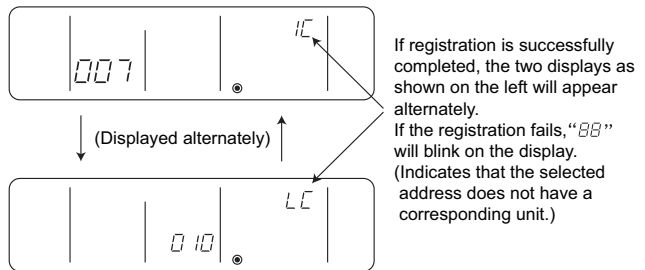 IC
007
(Displayed alternately)
LC
010
If registration is successfully
completed, the two displays as
shown on the left will appear
alternately.
If the registration fails,“88”
will blink on the display.
(Indicates that the selected
address does not have a
corresponding unit.)